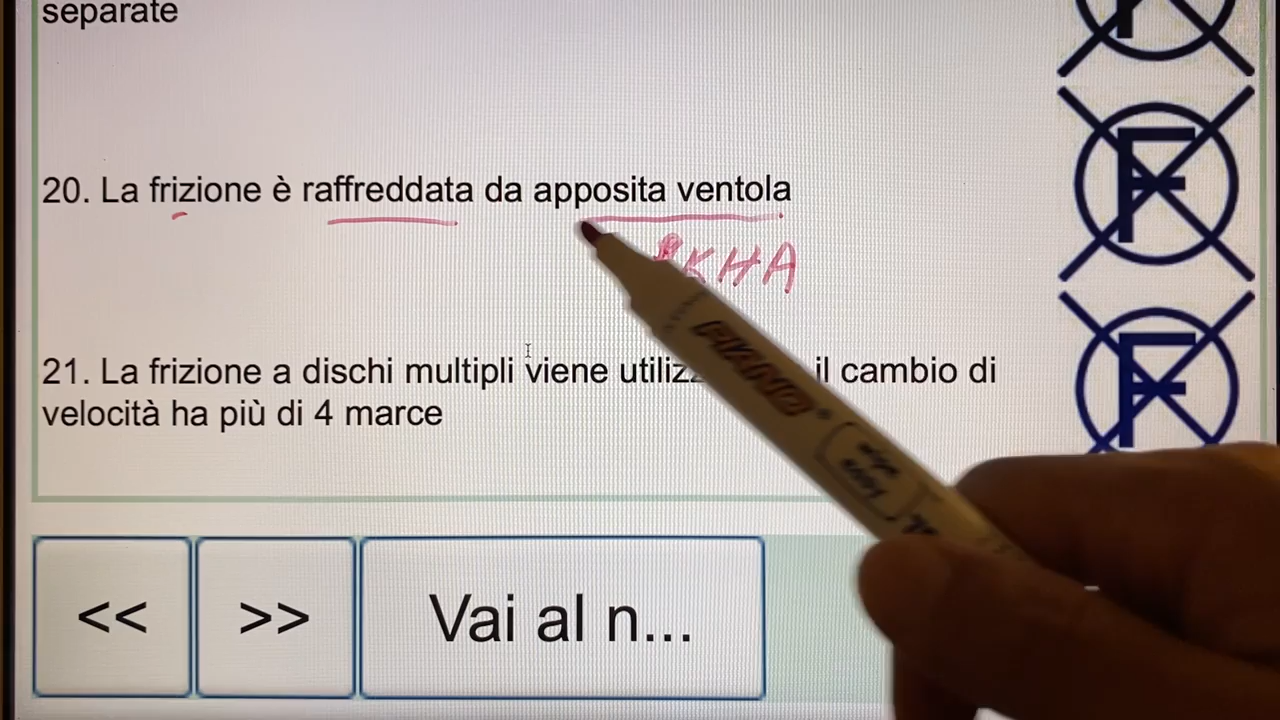 separate
20. La frizione è raffreddata da apposita ventola
KHA
21. La frizione a dischi multipli viene il cambio di
velocità ha più di 4 marce
F
F
<<
>>
Vai al n...